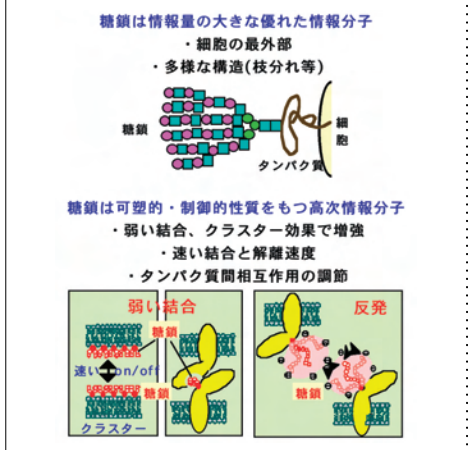 糖鎖は情報量の大きな優れた情報分子
・細胞の最外部
・多様な構造(枝分れ等)
糖鎖
細胞
タンパク質
糖鎖は可塑的・制御的性質をもつ高次情報分子
・弱い結合、クラスター効果で増強
・速い結合と解離速度
・タンパク質間相互作用の調節
弱い結合
反発
糖鎖
速い on/off
糖鎖
糖鎖
クラスター